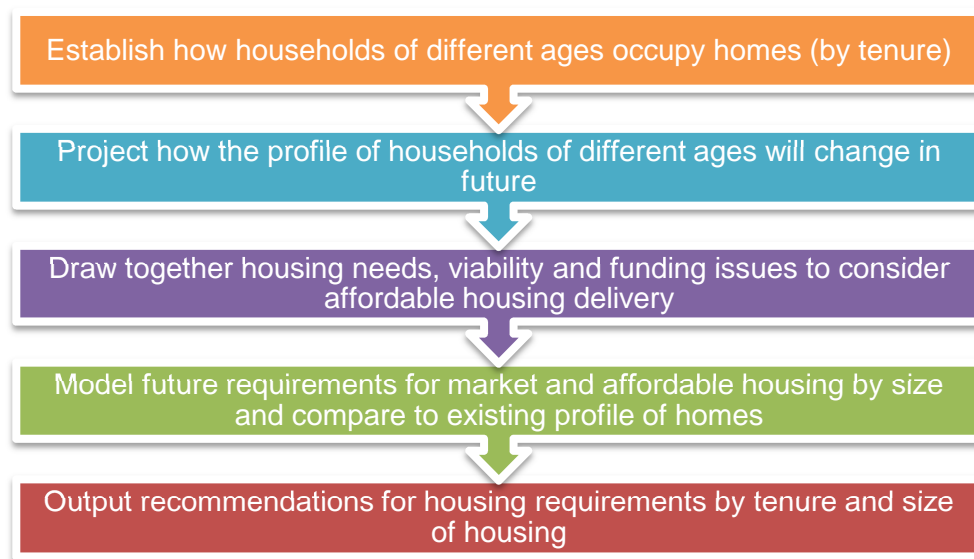 Establish how households of different ages occupy homes (by tenure)
Project how the profile of households of different ages will change in
future
Draw together housing needs, viability and funding issues to consider
affordable housing delivery
Model future requirements for market and affordable housing by size
and compare to existing profile of homes
Output recommendations for housing requirements by tenure and size
of housing